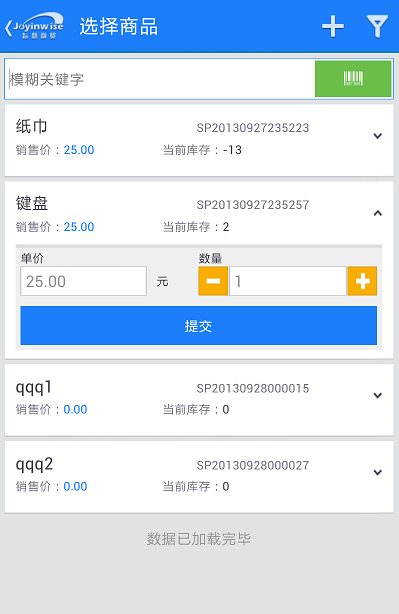 Joyinwise
智慧商贸
选择商品
模糊关键字
纸巾 SP20130927235223
销售价：25.00 当前库存：-13
键盘 SP20130927235257
销售价：25.00 当前库存：2
单价 数量
25.00 元 1
提交
qqq1 SP20130928000015
销售价：0.00 当前库存：0
qqq2 SP20130928000027
销售价：0.00 当前库存：0
数据已加载完毕